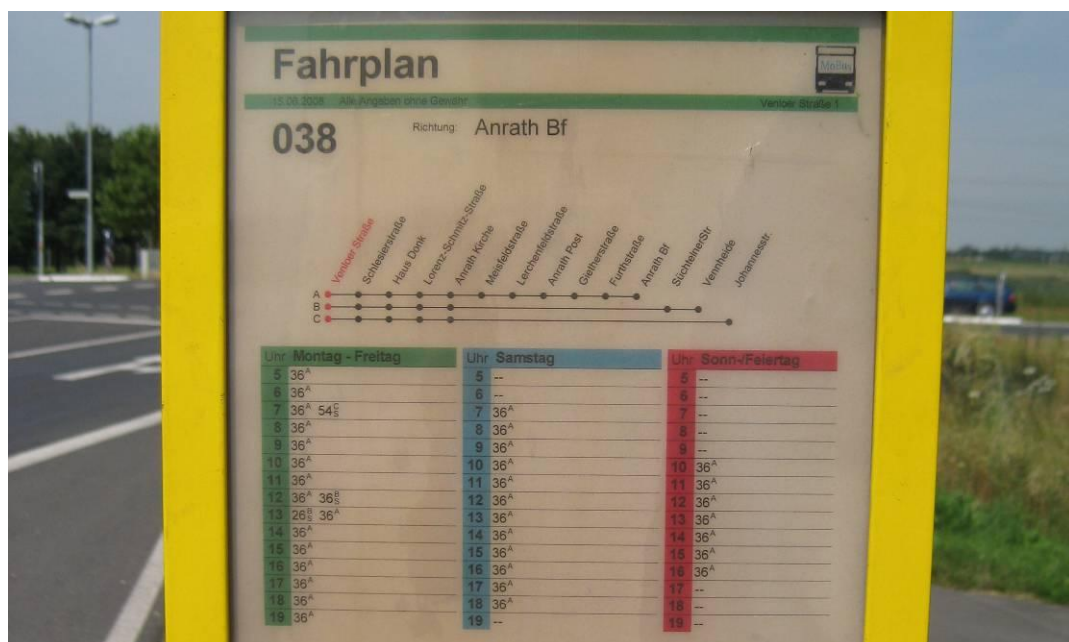 Fahrplan
MoBus
15.06.2008 Alle Angaben ohne Gewähr Venloer Straße 1
038 Richtung: Anrath Bf
Venloer Straße
Schlesierstraße
Haus Donk
Lorenz-Schmitz-Straße
Anrath Kirche
Meisfeldstraße
Lerchenfeldstraße
Anrath Post
Gietherstraße
Furthstraße
Anrath Bf
SüchtelnerStr
Vennheide
Johannesstr.
A
B
C
Uhr Montag - Freitag Uhr Samstag Uhr Sonn-/Feiertag
5 36A 5 -- 5 --
6 36A 6 -- 6 --
7 36A 54CS 7 36A 7 --
8 36A 8 36A 8 --
9 36A 9 36A 9 --
10 36A 10 36A 10 36A
11 36A 11 36A 11 36A
12 36A 36BS 12 36A 12 36A
13 26BS 36A 13 36A 13 36A
14 36A 14 36A 14 36A
15 36A 15 36A 15 36A
16 36A 16 36A 16 36A
17 36A 17 36A 17 --
18 36A 18 36A 18 --
19 36A 19 -- 19 --